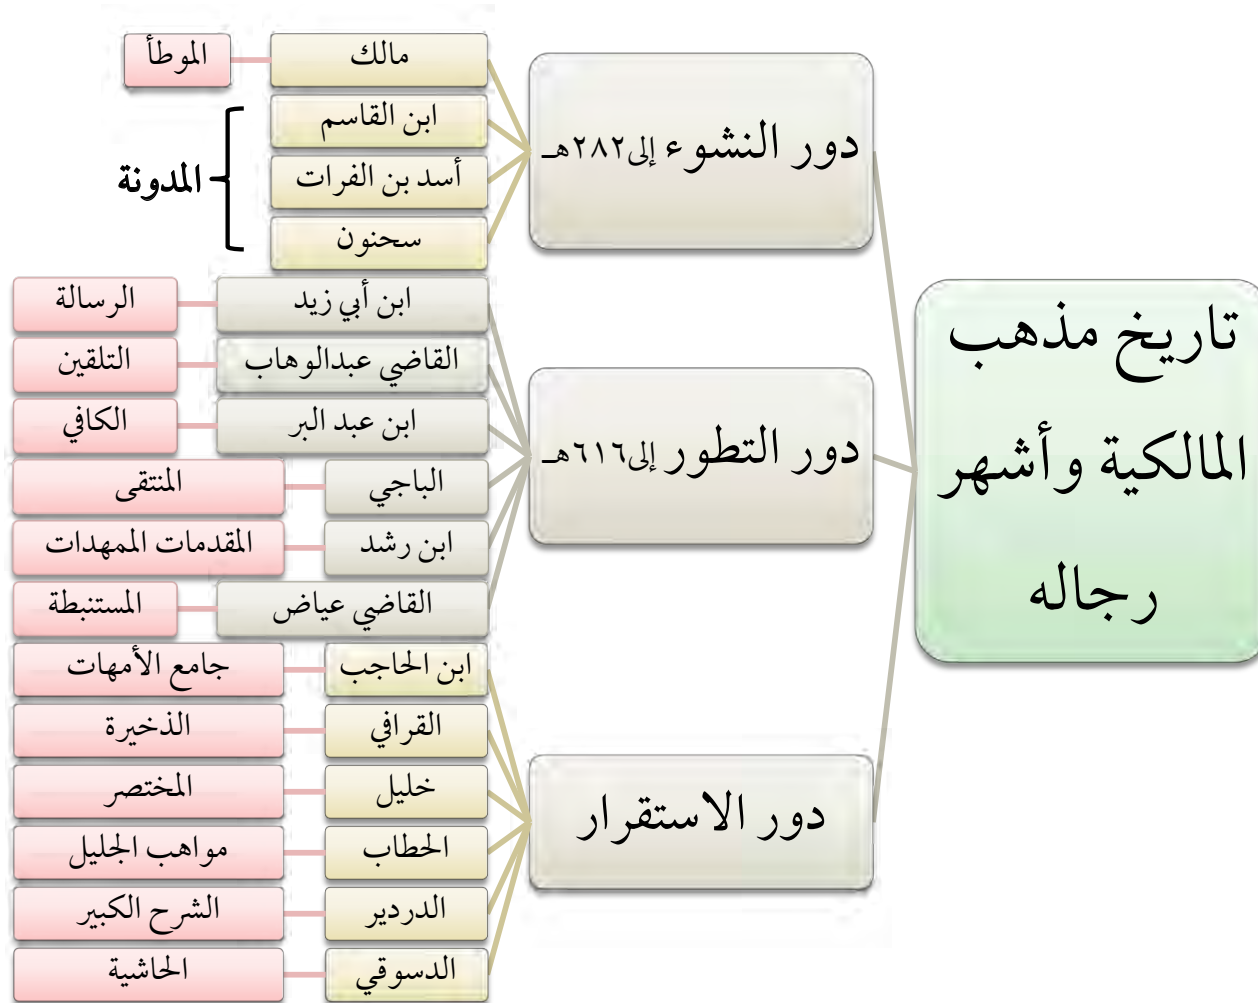 تاريخ مذهب
المالكية وأشهر
رجاله
دور النشوء إلى٢٨٢هـ
مالك
الموطأ
ابن القاسم
أسد بن الفرات
سحنون
المدونة
دور التطور إلى٦١٦هـ
ابن أبي زيد
الرسالة
القاضي عبدالوهاب
التلقين
ابن عبد البر
الكافي
الباجي
المنتقى
ابن رشد
المقدمات الممهدات
القاضي عياض
المستنبطة
دور الاستقرار
ابن الحاجب
جامع الأمهات
القرافي
الذخيرة
خليل
المختصر
الحطاب
مواهب الجليل
الدردير
الشرح الكبير
الدسوقي
الحاشية